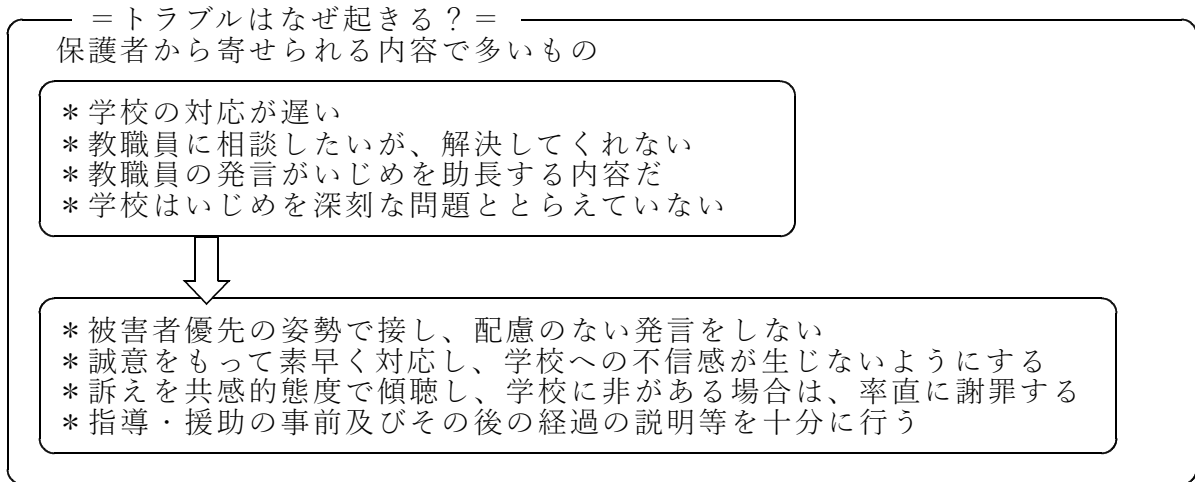 ＝トラブルはなぜ起きる？＝
保護者から寄せられる内容で多いもの
＊学校の対応が遅い
＊教職員に相談したいが、解決してくれない
＊教職員の発言がいじめを助長する内容だ
＊学校はいじめを深刻な問題ととらえていない
＊被害者優先の姿勢で接し、配慮のない発言をしない
＊誠意をもって素早く対応し、学校への不信感が生じないようにする
＊訴えを共感的態度で傾聴し、学校に非がある場合は、率直に謝罪する
＊指導・援助の事前及びその後の経過の説明等を十分に行う